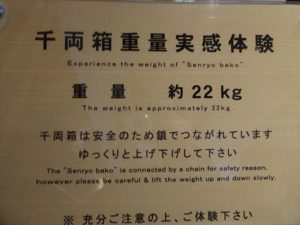 千両箱重量実感体験
Experience the weight of "Senryo bako".
重量　約22kg
The weight is approximately 22kg.
千両箱は安全のため鎖でつながれています
ゆっくりと上げ下げして下さい
The "Senryo bako" is connected by a chain for safety reason,
however please be careful & lift the weight up and down slowly.
※ 充分ご注意の上、ご体験下さい